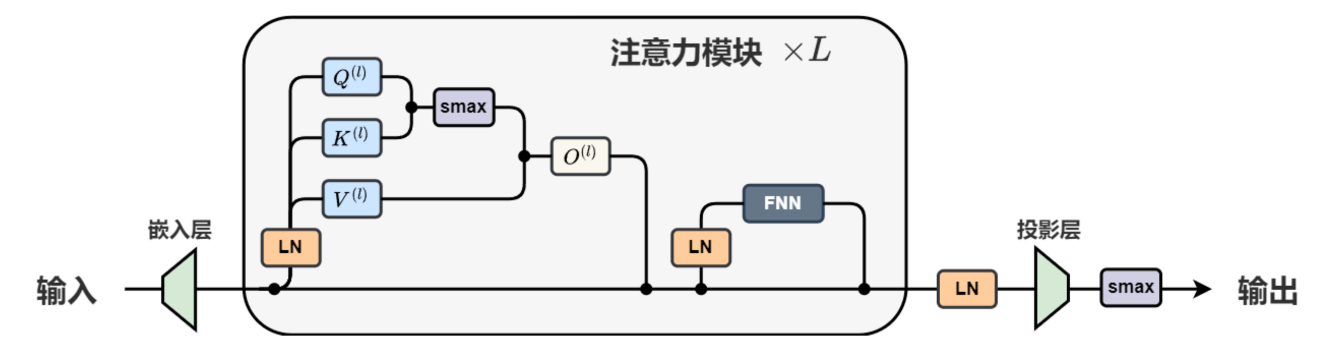 注意力模块 ×L
Q^(l)
smax
K^(l)
O^(l)
V^(l)
FNN
嵌入层
LN
LN
投影层
输入
LN
smax
输出